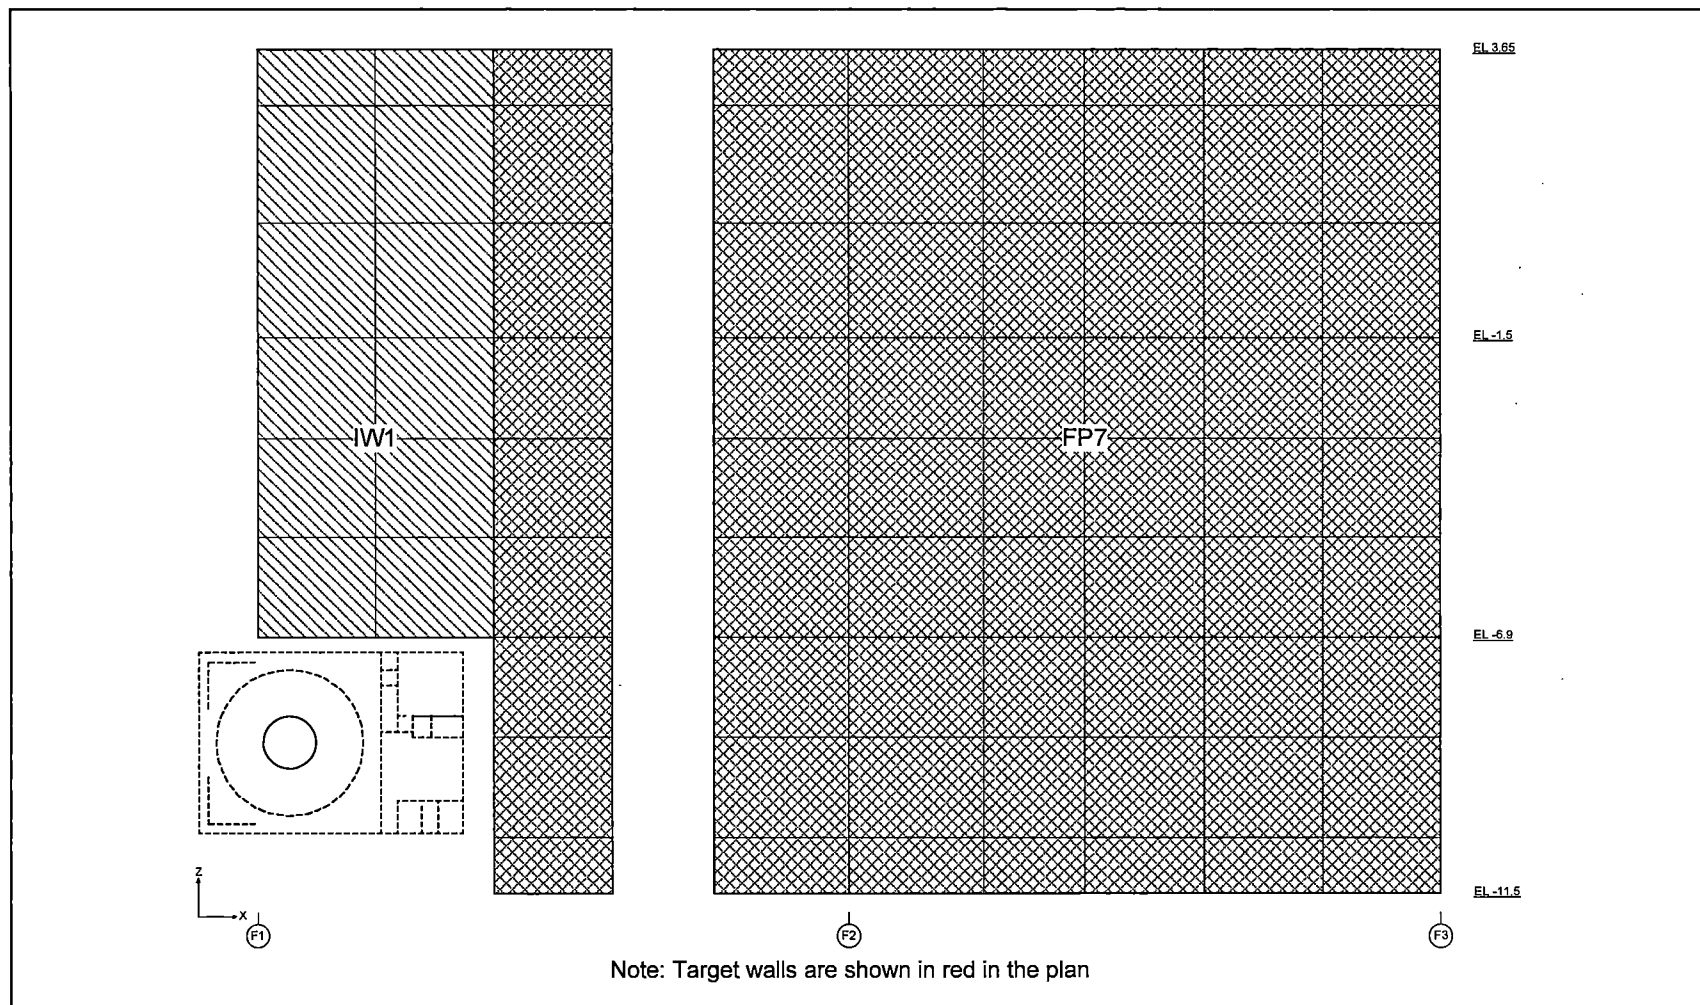 EL 3.65
EL -1.5
IW1
FP7
EL -6.9
Z
X
EL -11.5
F1
F2
F3
Note: Target walls are shown in red in the plan